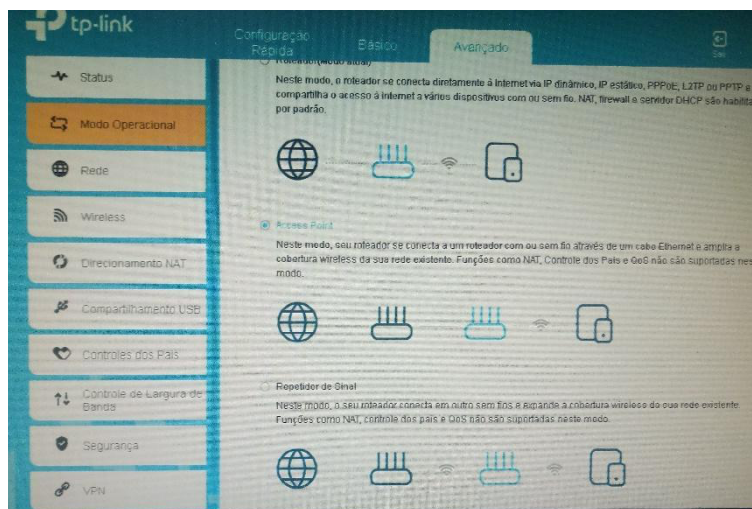 tp-link
Configuração
Rápida
Básico
Avançado
Sair
Status
Modo Operacional
Rede
Wireless
Direcionamento NAT
Compartilhamento USB
Controles dos Pais
Controle de Largura de
Banda
Segurança
VPN
Roteador(Modo atual)
Neste modo, o roteador se conecta diretamente à Internet via IP dinâmico, IP estático, PPPoE, L2TP ou PPTP e
compartilha o acesso à internet a vários dispositivos com ou sem fio. NAT, firewall e servidor DHCP são habilita
por padrão.
Access Point
Neste modo, seu roteador se conecta a um roteador com ou sem fio através de um cabo Ethernet e amplia a
cobertura wireless da sua rede existente. Funções como NAT, Controle dos Pais e QoS não são suportadas nes
modo.
Repetidor de Sinal
Neste modo, o seu roteador conecta em outro sem fios e expande a cobertura wireless do sua rede existente.
Funções como NAT, controle dos pais e QoS não são suportadas neste modo.